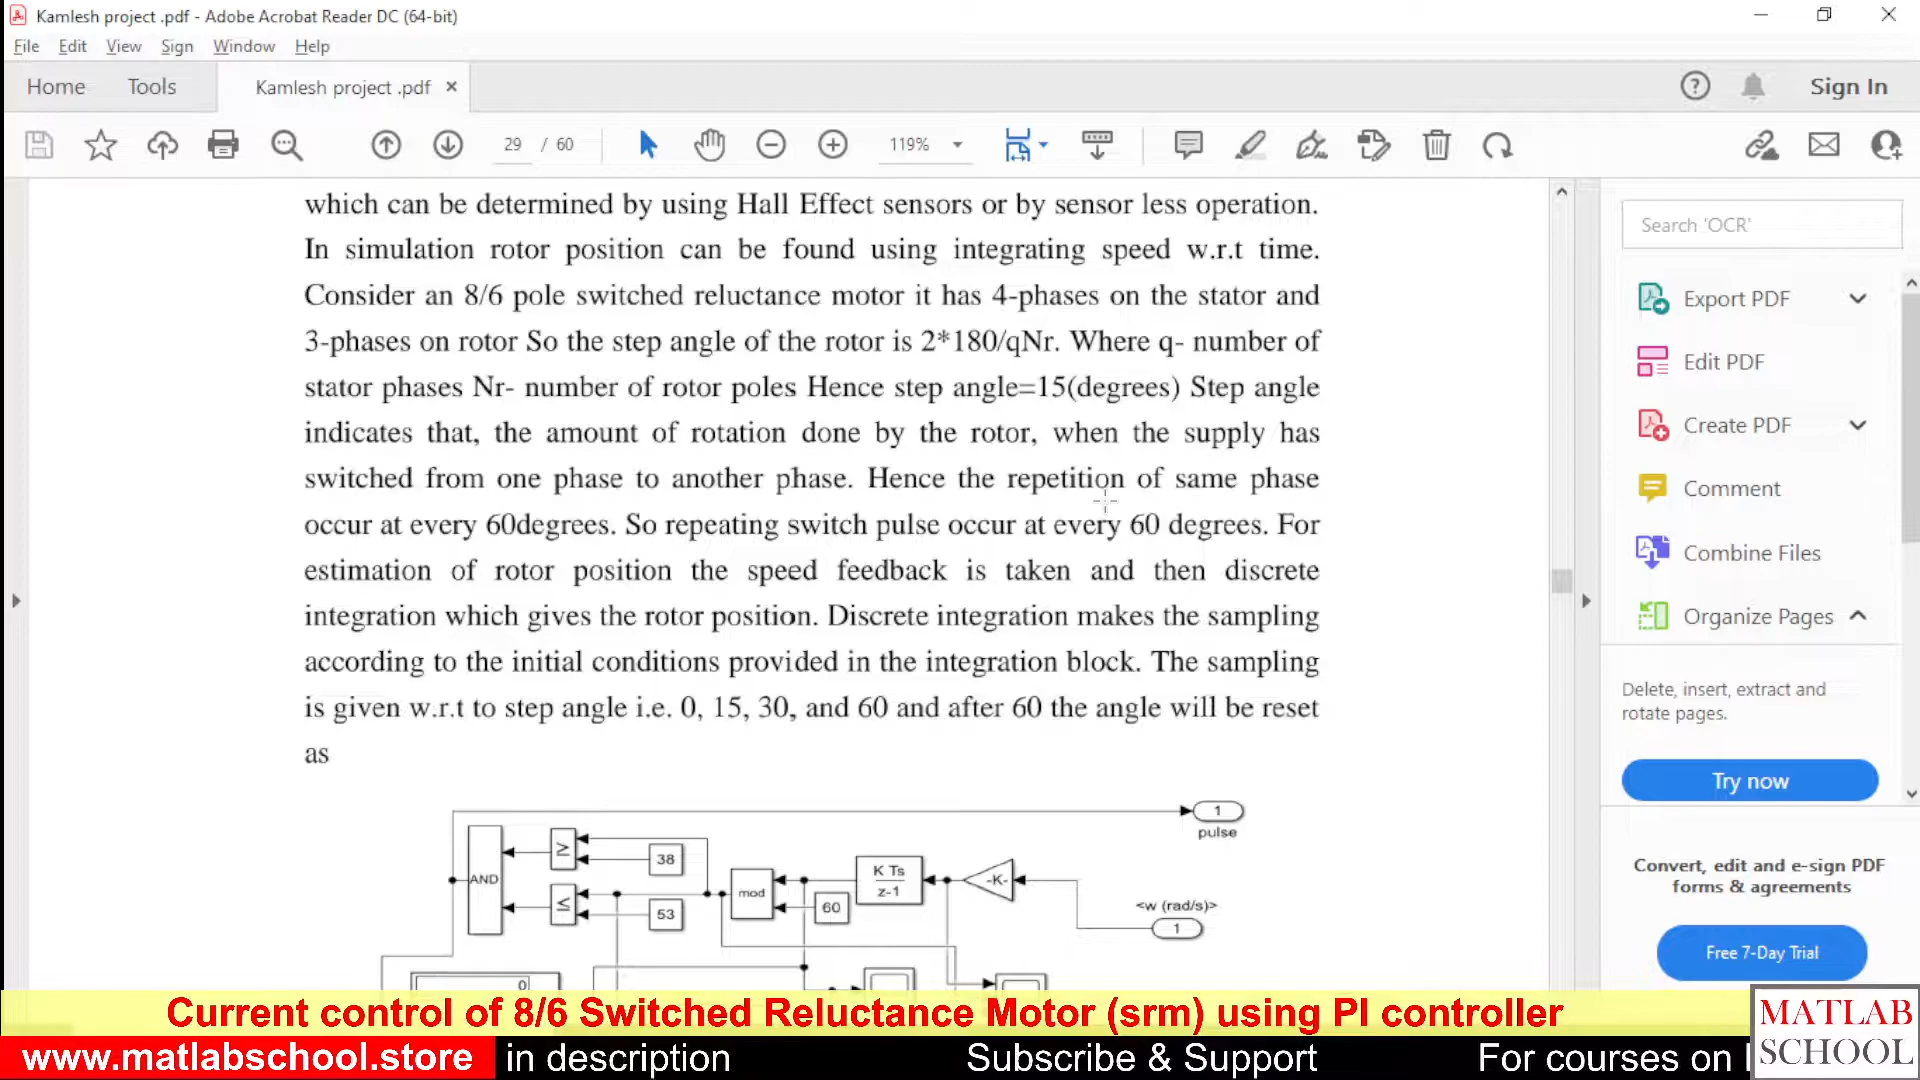 Kamlesh project .pdf - Adobe Acrobat Reader DC (64-bit)
File Edit View Sign Window Help
Home Tools Kamlesh project .pdf × Sign In
29 / 60 119%
which can be determined by using Hall Effect sensors or by sensor less operation.
In simulation rotor position can be found using integrating speed w.r.t time.
Consider an 8/6 pole switched reluctance motor it has 4-phases on the stator and
3-phases on rotor So the step angle of the rotor is 2*180/qNr. Where q- number of
stator phases Nr- number of rotor poles Hence step angle=15(degrees) Step angle
indicates that, the amount of rotation done by the rotor, when the supply has
switched from one phase to another phase. Hence the repetition of same phase
occur at every 60degrees. So repeating switch pulse occur at every 60 degrees. For
estimation of rotor position the speed feedback is taken and then discrete
integration which gives the rotor position. Discrete integration makes the sampling
according to the initial conditions provided in the integration block. The sampling
is given w.r.t to step angle i.e. 0, 15, 30, and 60 and after 60 the angle will be reset
as
1
pulse
≥
38
AND
mod
K Ts
z-1
-K-
60
≤
53
<w (rad/s)>
1
0
Search 'OCR'
Export PDF
Edit PDF
Create PDF
Comment
Combine Files
Organize Pages
Delete, insert, extract and
rotate pages.
Try now
Convert, edit and e-sign PDF
forms & agreements
Free 7-Day Trial
Current control of 8/6 Switched Reluctance Motor (srm) using PI controller
www.matlabschool.store in description Subscribe & Support For courses on
MATLAB
SCHOOL